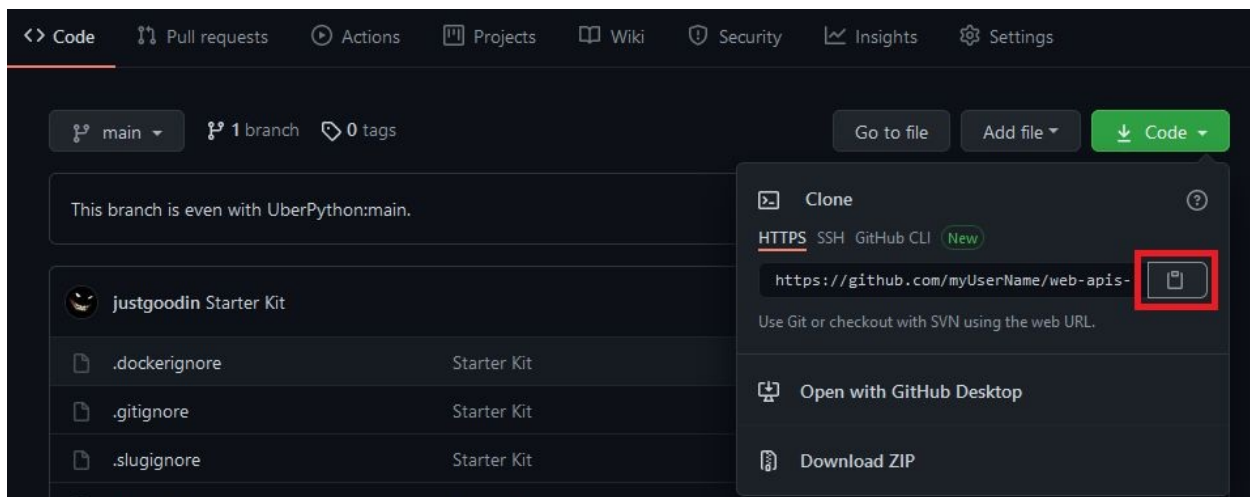 <> Code Pull requests Actions Projects Wiki Security Insights Settings
main 1 branch 0 tags Go to file Add file Code
This branch is even with UberPython:main.
Clone
HTTPS SSH GitHub CLI New
https://github.com/myUserName/web-apis-
Use Git or checkout with SVN using the web URL.
justgoodin Starter Kit
.dockerignore Starter Kit
.gitignore Starter Kit
.slugignore Starter Kit
Open with GitHub Desktop
Download ZIP